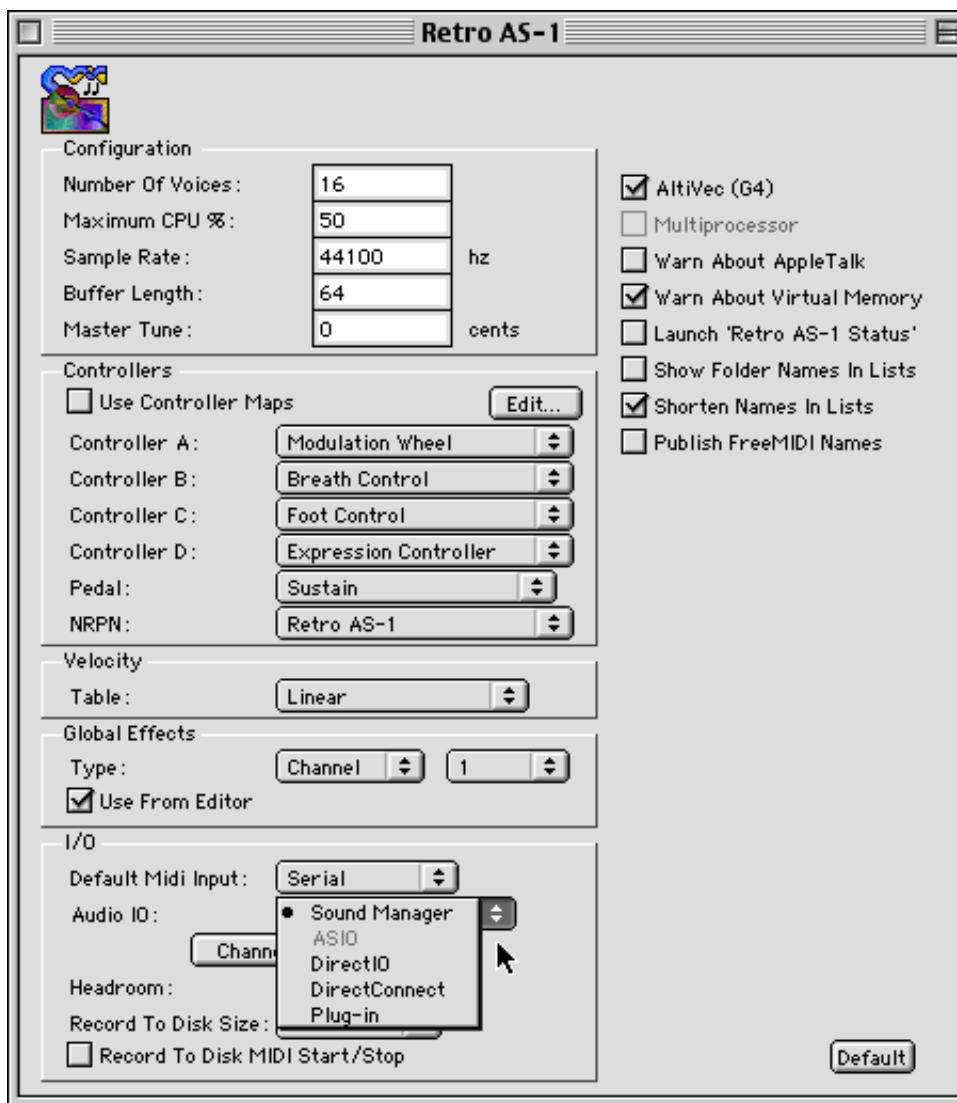 Retro AS-1
Configuration
Number Of Voices: 16
Maximum CPU %: 50
Sample Rate: 44100 hz
Buffer Length: 64
Master Tune: 0 cents
AltiVec (G4)
Multiprocessor
Warn About AppleTalk
Warn About Virtual Memory
Launch 'Retro AS-1 Status'
Show Folder Names In Lists
Shorten Names In Lists
Publish FreeMIDI Names
Controllers
Use Controller Maps Edit...
Controller A: Modulation Wheel
Controller B: Breath Control
Controller C: Foot Control
Controller D: Expression Controller
Pedal: Sustain
NRPN: Retro AS-1
Velocity
Table: Linear
Global Effects
Type: Channel 1
Use From Editor
I/O
Default Midi Input: Serial
Audio IO: Sound Manager
ASIO
Chann
DirectIO
DirectConnect
Headroom:
Plug-in
Record To Disk Size:
Record To Disk MIDI Start/Stop
Default